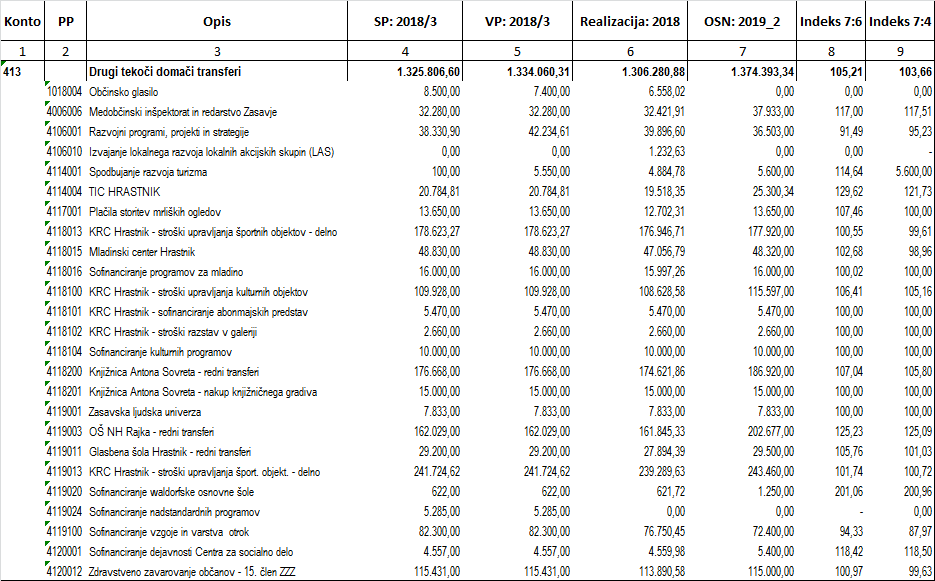 Konto PP Opis SP: 2018/3 VP: 2018/3 Realizacija: 2018 OSN: 2019_2 Indeks 7:6 Indeks 7:4
1 2 3 4 5 6 7 8 9
413 Drugi tekoči domači transferi 1.325.806,60 1.334.060,31 1.306.280,88 1.374.393,34 105,21 103,66
1018004 Občinsko glasilo 8.500,00 7.400,00 6.558,02 0,00 0,00 0,00
4006006 Medobčinski inšpektorat in redarstvo Zasavje 32.280,00 32.280,00 32.421,91 37.933,00 117,00 117,51
4106001 Razvojni programi, projekti in strategije 38.330,90 42.234,61 39.896,60 36.503,00 91,49 95,23
4106010 Izvajanje lokalnega razvoja lokalnih akcijskih skupin (LAS) 0,00 0,00 1.232,63 0,00 0,00 -
4114001 Spodbujanje razvoja turizma 100,00 5.550,00 4.884,78 5.600,00 114,64 5.600,00
4114004 TIC HRASTNIK 20.784,81 20.784,81 19.518,35 25.300,34 129,62 121,73
4117001 Plačila storitev mrliških ogledov 13.650,00 13.650,00 12.702,31 13.650,00 107,46 100,00
4118013 KRC Hrastnik - stroški upravljanja športnih objektov - delno 178.623,27 178.623,27 176.946,71 177.920,00 100,55 99,61
4118015 Mladinski center Hrastnik 48.830,00 48.830,00 47.056,79 48.320,00 102,68 98,96
4118016 Sofinanciranje programov za mladino 16.000,00 16.000,00 15.997,26 16.000,00 100,02 100,00
4118100 KRC Hrastnik - stroški upravljanja kulturnih objektov 109.928,00 109.928,00 108.628,58 115.597,00 106,41 105,16
4118101 KRC Hrastnik - sofinanciranje abonmajskih predstav 5.470,00 5.470,00 5.470,00 5.470,00 100,00 100,00
4118102 KRC Hrastnik - stroški razstav v galeriji 2.660,00 2.660,00 2.660,00 2.660,00 100,00 100,00
4118104 Sofinanciranje kulturnih programov 10.000,00 10.000,00 10.000,00 10.000,00 100,00 100,00
4118200 Knjižnica Antona Sovreta - redni transferi 176.668,00 176.668,00 174.621,86 186.920,00 107,04 105,80
4118201 Knjižnica Antona Sovreta - nakup knjižničnega gradiva 15.000,00 15.000,00 15.000,00 15.000,00 100,00 100,00
4119001 Zasavska ljudska univerza 7.833,00 7.833,00 7.833,00 7.833,00 100,00 100,00
4119003 OŠ NH Rajka - redni transferi 162.029,00 162.029,00 161.845,33 202.677,00 125,23 125,09
4119011 Glasbena šola Hrastnik - redni transferi 29.200,00 29.200,00 27.894,39 29.500,00 105,76 101,03
4119013 KRC Hrastnik - stroški upravljanja šport. objekt. - delno 241.724,62 241.724,62 239.289,63 243.460,00 101,74 100,72
4119020 Sofinanciranje waldorfske osnovne šole 622,00 622,00 621,72 1.250,00 201,06 200,96
4119024 Sofinanciranje nadstandardnih programov 5.285,00 5.285,00 0,00 0,00 - 0,00
4119100 Sofinanciranje vzgoje in varstva otrok 82.300,00 82.300,00 76.750,45 72.400,00 94,33 87,97
4120001 Sofinanciranje dejavnosti Centra za socialno delo 4.557,00 4.557,00 4.559,98 5.400,00 118,42 118,50
4120012 Zdravstveno zavarovanje občanov - 15. člen ZZZ 115.431,00 115.431,00 113.890,58 115.000,00 100,97 99,63